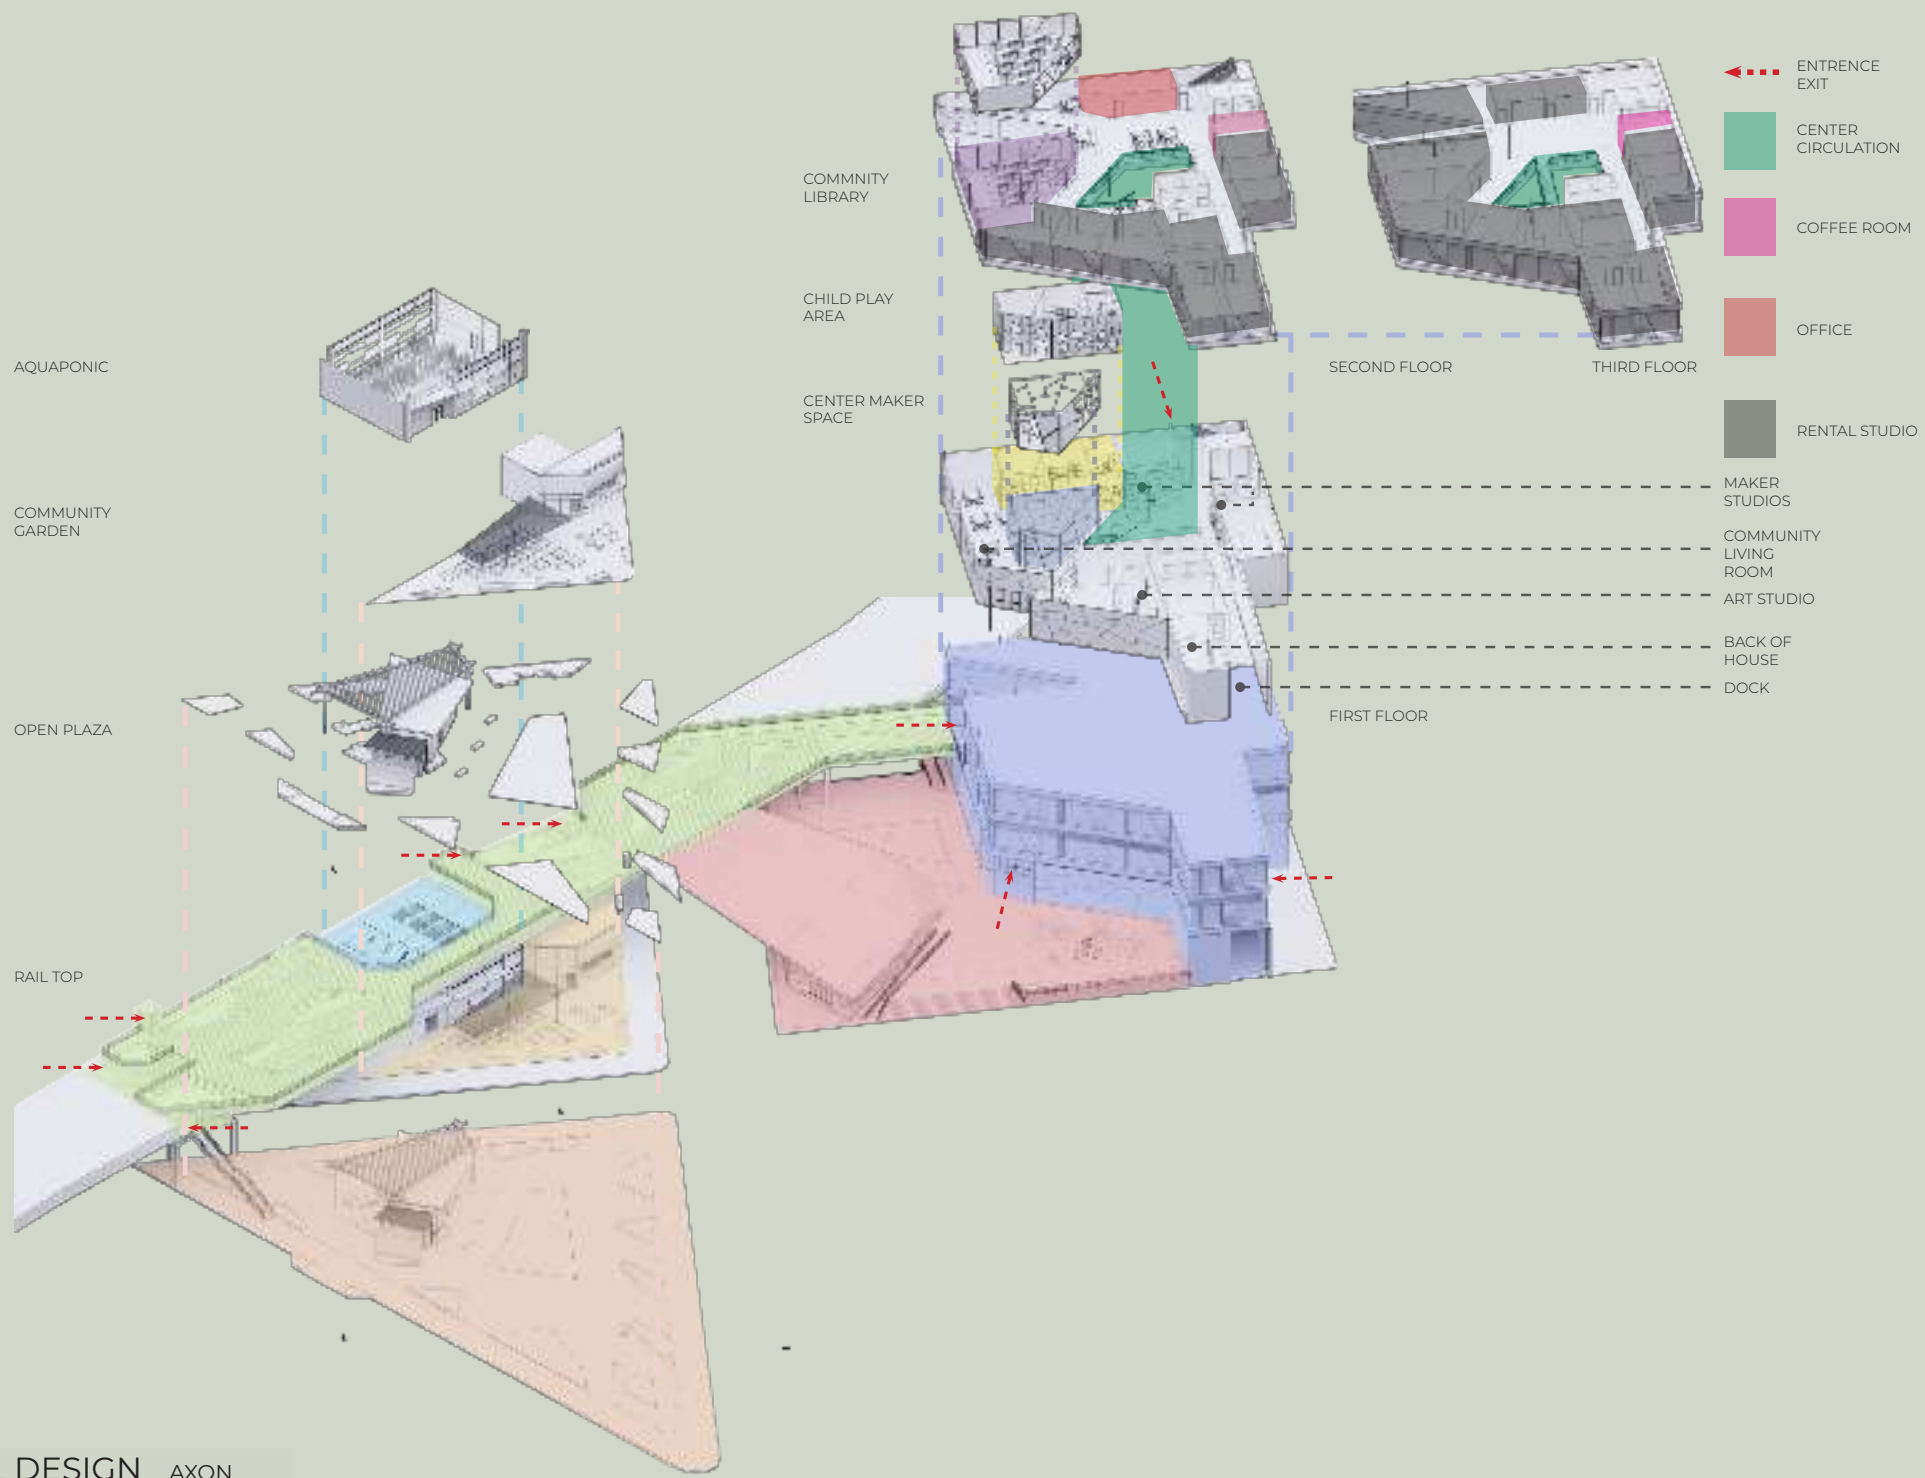 ENTRENCE
EXIT
CENTER
CIRCULATION
COFFEE ROOM
OFFICE
RENTAL STUDIO
MAKER
STUDIOS
COMMUNITY
LIVING
ROOM
ART STUDIO
BACK OF
HOUSE
DOCK
COMMNITY
LIBRARY
CHILD PLAY
AREA
CENTER MAKER
SPACE
SECOND FLOOR
THIRD FLOOR
FIRST FLOOR
AQUAPONIC
COMMUNITY
GARDEN
OPEN PLAZA
RAIL TOP
DESIGN AXON